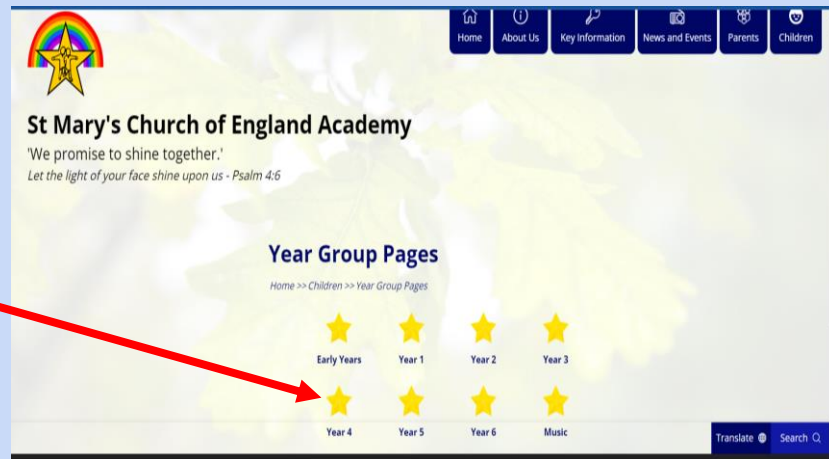 Home About Us Key Information News and Events Parents Children
St Mary's Church of England Academy
'We promise to shine together.'
Let the light of your face shine upon us - Psalm 4:6
Year Group Pages
Home >> Children >> Year Group Pages
Early Years Year 1 Year 2 Year 3
Year 4 Year 5 Year 6 Music
Translate Search